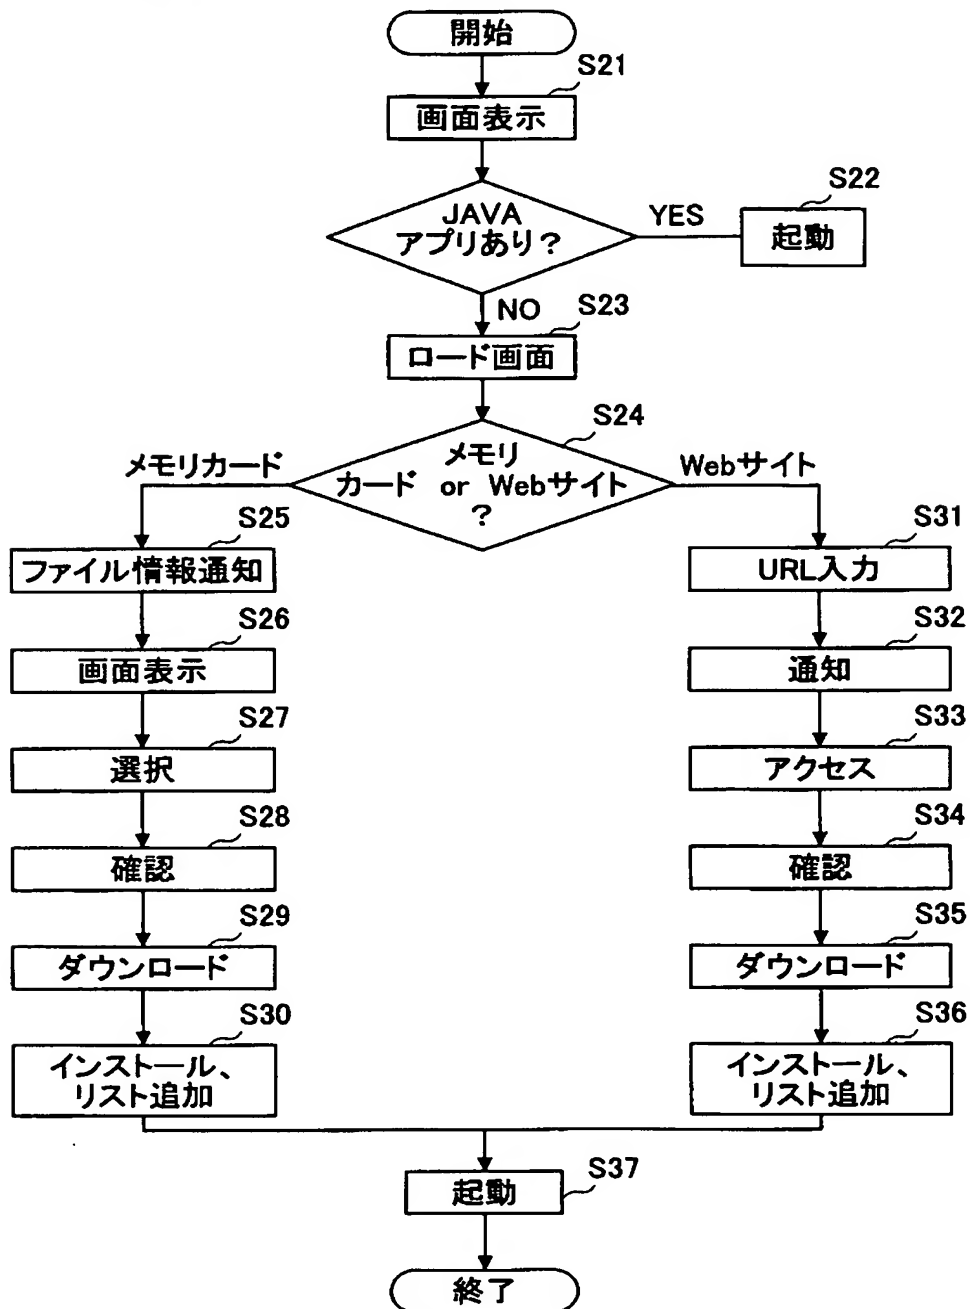 開始
S21
画面表示
S22
JAVA
アプリあり？
YES
起動
NO
S23
ロード画面
S24
メモリカード
メモリ
カード or Webサイト
？
Webサイト
S25
ファイル情報通知
S26
画面表示
S27
選択
S28
確認
S29
ダウンロード
S30
インストール、
リスト追加
S31
URL入力
S32
通知
S33
アクセス
S34
確認
S35
ダウンロード
S36
インストール、
リスト追加
S37
起動
終了